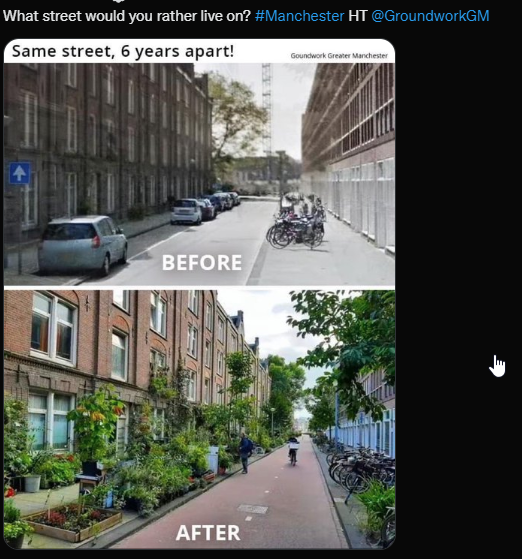 What street would you rather live on? #Manchester HT @GroundworkGM
Same street, 6 years apart!
Goundwork Greater Manchester
BEFORE
AFTER